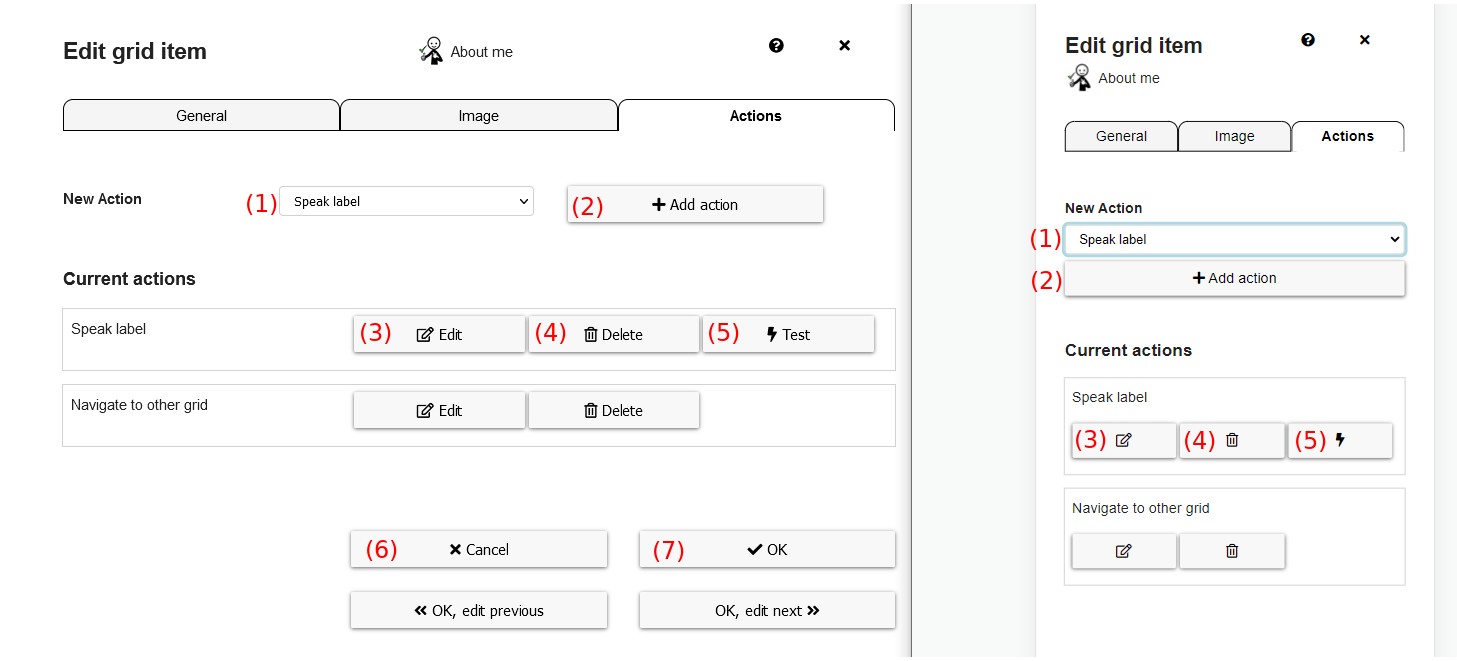 Edit grid item
About me
General
Image
Actions
New Action
(1)
Speak label
(2)
Add action
Current actions
Speak label
(3) Edit
(4) Delete
(5) Test
Navigate to other grid
Edit
Delete
(6) Cancel
(7) OK
OK, edit previous
OK, edit next
Edit grid item
About me
General
Image
Actions
New Action
(1)
Speak label
(2)
Add action
Current actions
Speak label
(3)
(4)
(5)
Navigate to other grid